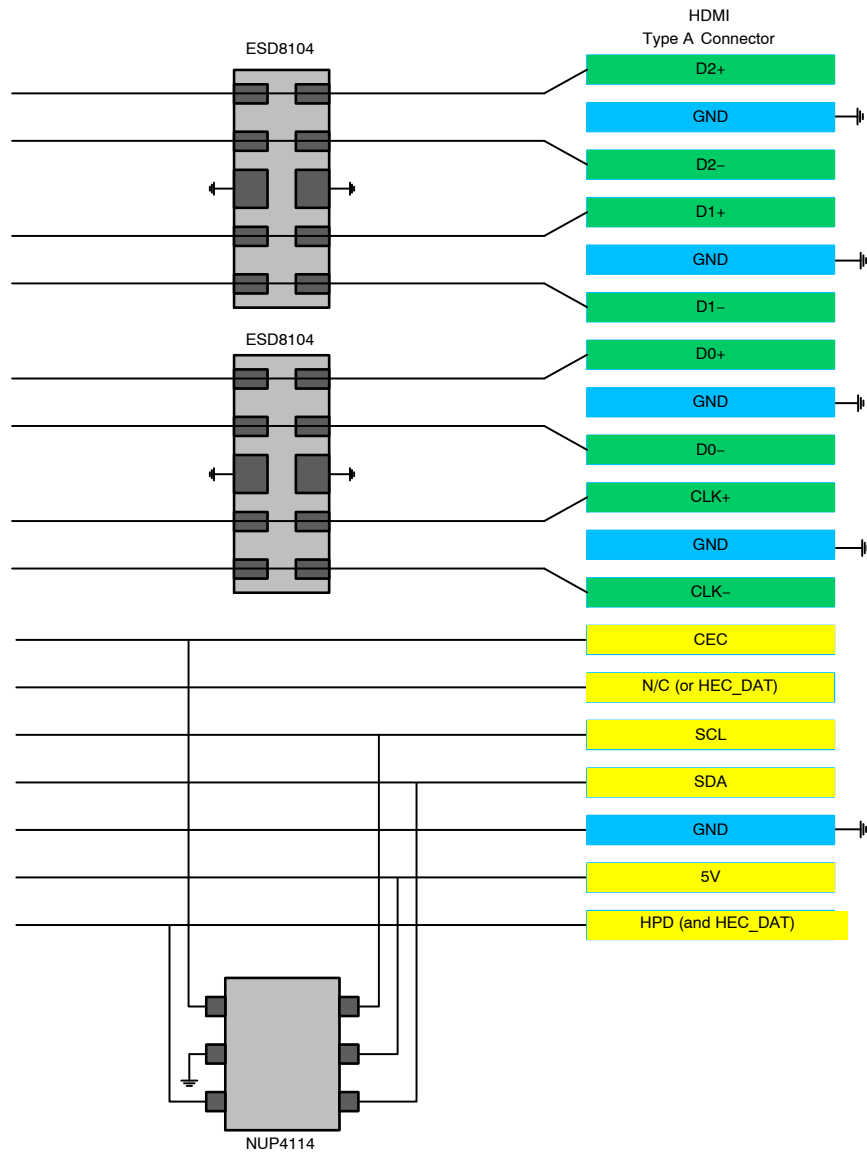 HDMI
Type A Connector
ESD8104
D2+
GND
D2−
D1+
GND
D1−
ESD8104
D0+
GND
D0−
CLK+
GND
CLK−
CEC
N/C (or HEC_DAT)
SCL
SDA
GND
5V
HPD (and HEC_DAT)
NUP4114